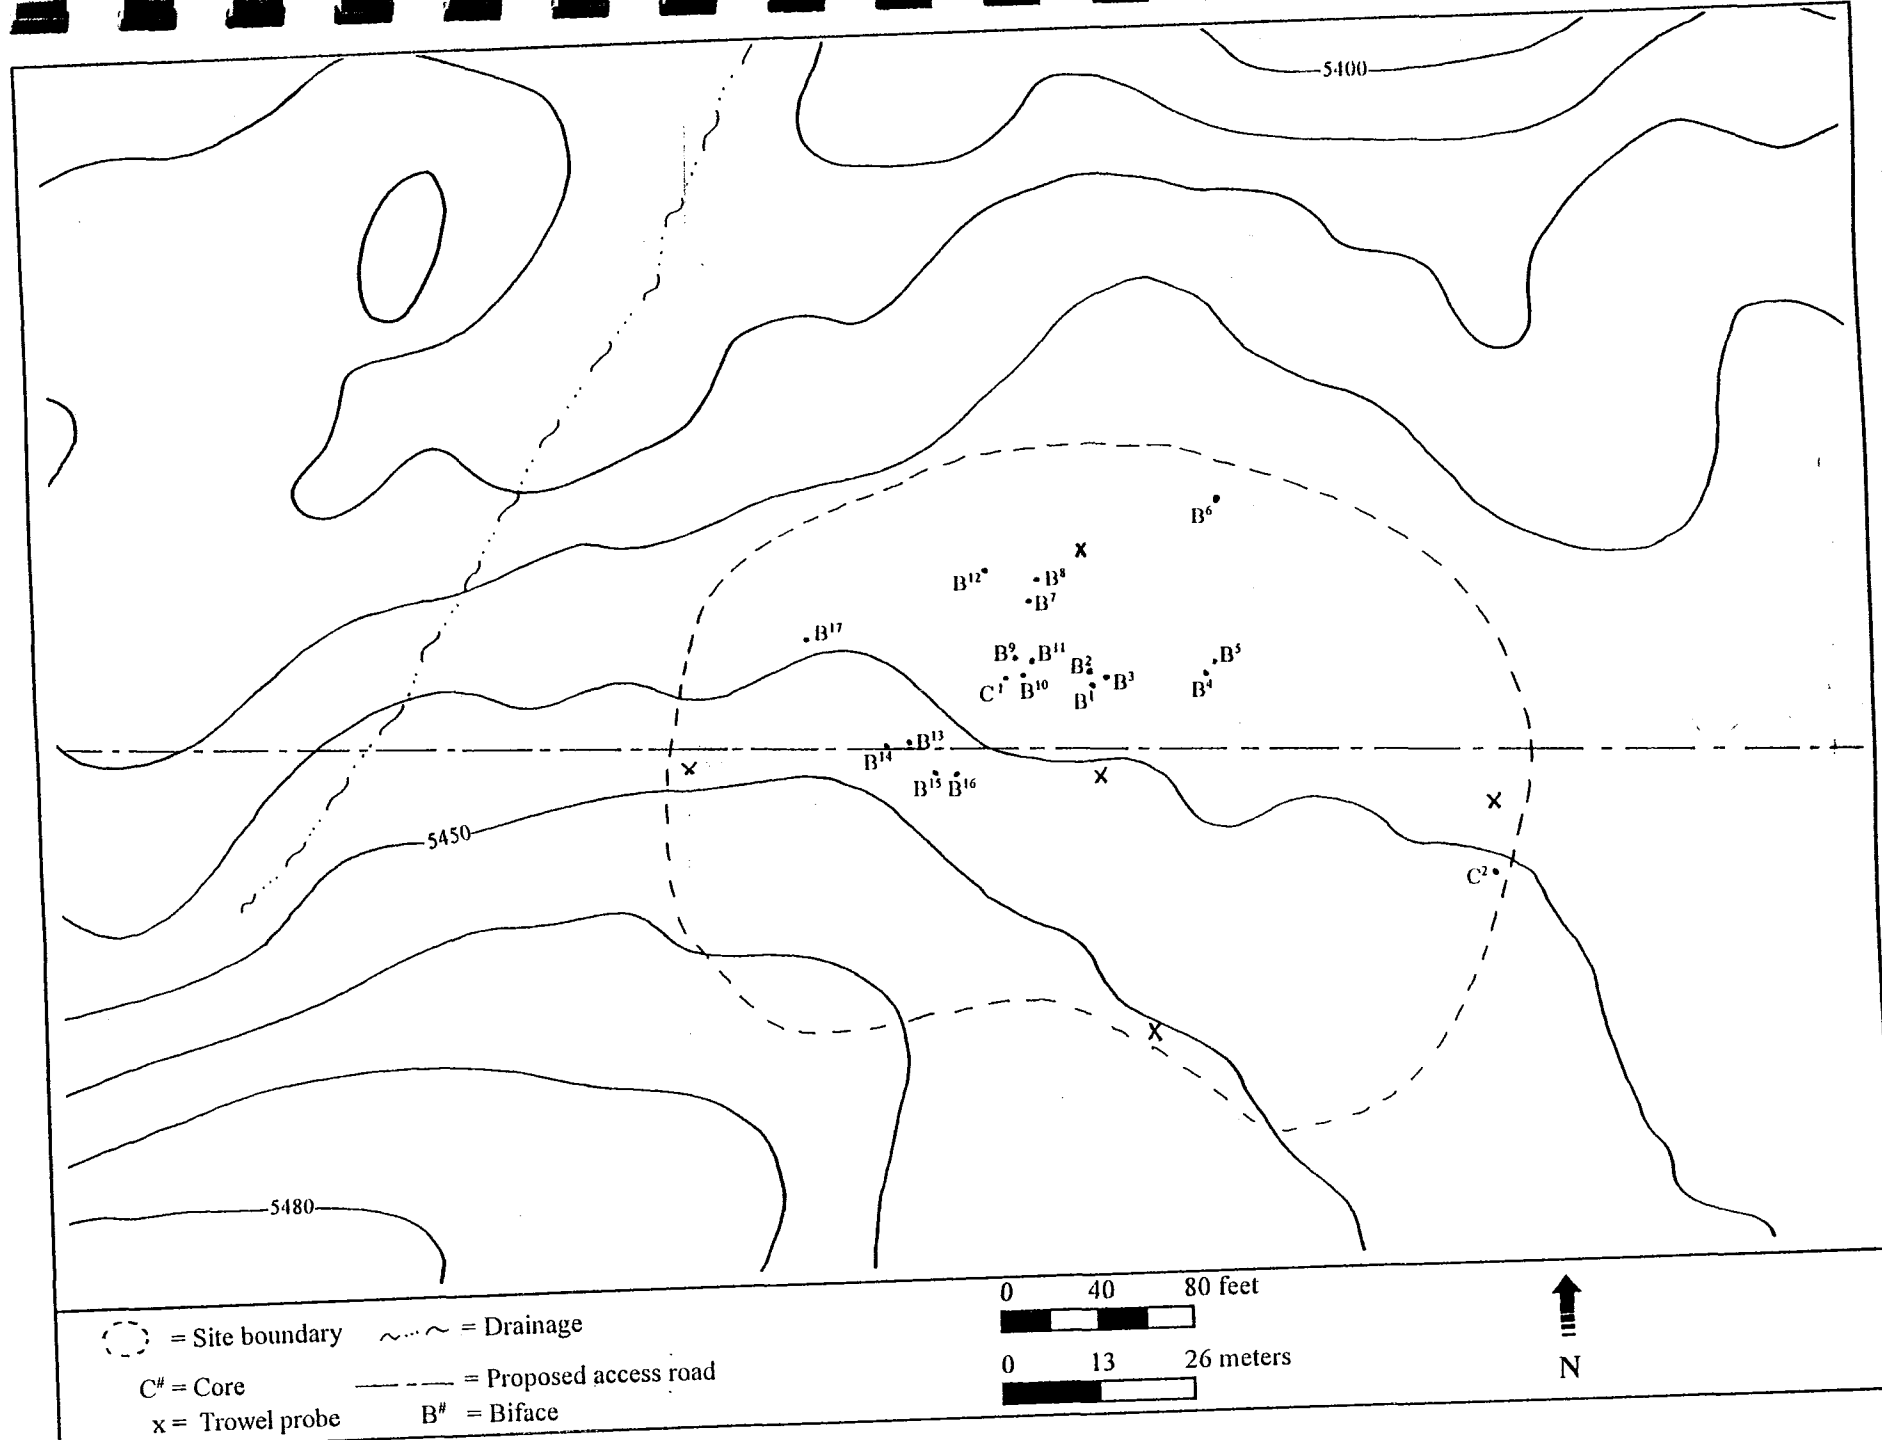 5400
B⁶
x
B¹² B⁸
B⁷
B¹⁷
B⁹ B¹¹ B² B⁵
C¹ B¹⁰ B¹ B³ B⁴
B¹³
B¹⁴ x
x
B¹⁵ B¹⁶
x
5450
C²
x
5480
0 40 80 feet
= Site boundary = Drainage
0 13 26 meters
N
C# = Core = Proposed access road
x = Trowel probe B# = Biface